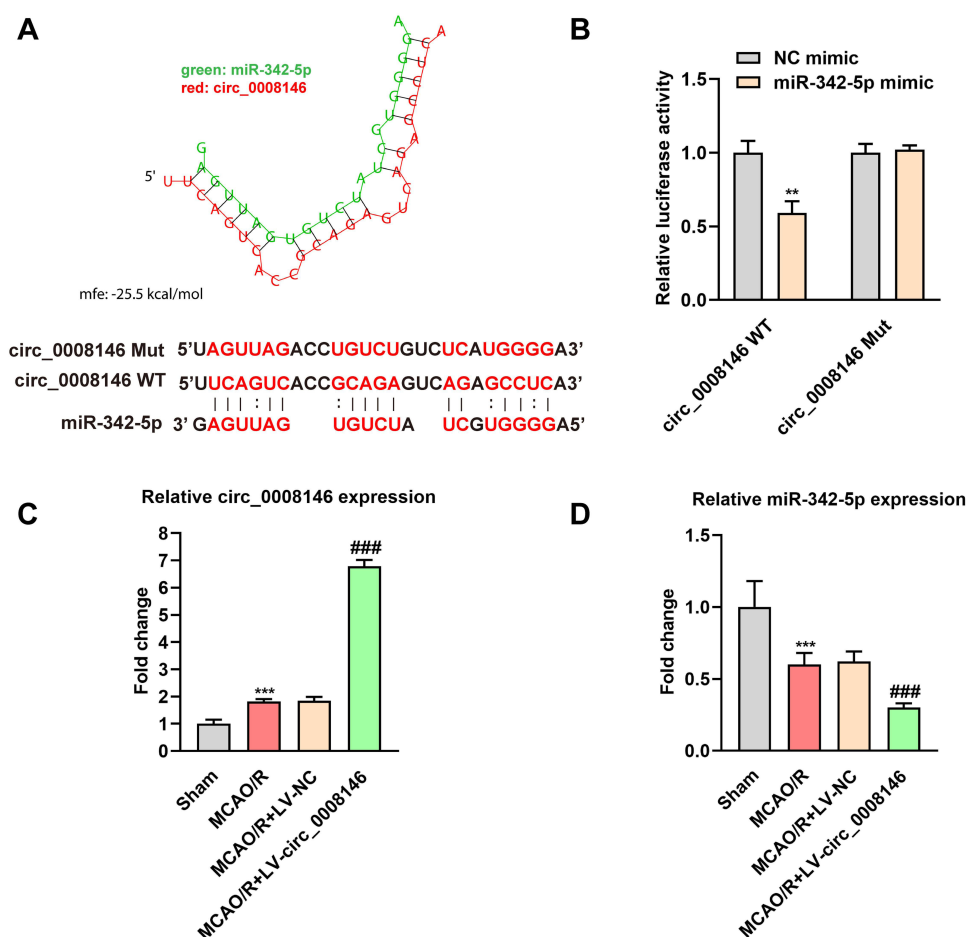 A
green: miR-342-5p
red: circ_0008146
5'
mfe: -25.5 kcal/mol
circ_0008146 Mut 5’UAGUUAGACCUGUCUGUCUCAUGGGGA3’
circ_0008146 WT 5’UUCAGUCACCGCAGAGUCAGAGCCUCA3’
| | | : | | : | | | | | | : | | : |
miR-342-5p 3’ GAGUUAG UGUCUA UCGUGGGGA5’
B
NC mimic
miR-342-5p mimic
Relative luciferase activity
1.5
1.0
0.5
0.0
**
circ_0008146 WT
circ_0008146 Mut
C
Relative circ_0008146 expression
Fold change
8
7
6
5
4
3
2
1
0
***
###
Sham
MCAO/R
MCAO/R+LV-NC
MCAO/R+LV-circ_0008146
D
Relative miR-342-5p expression
Fold change
1.5
1.0
0.5
0.0
***
###
Sham
MCAO/R
MCAO/R+LV-NC
MCAO/R+LV-circ_0008146